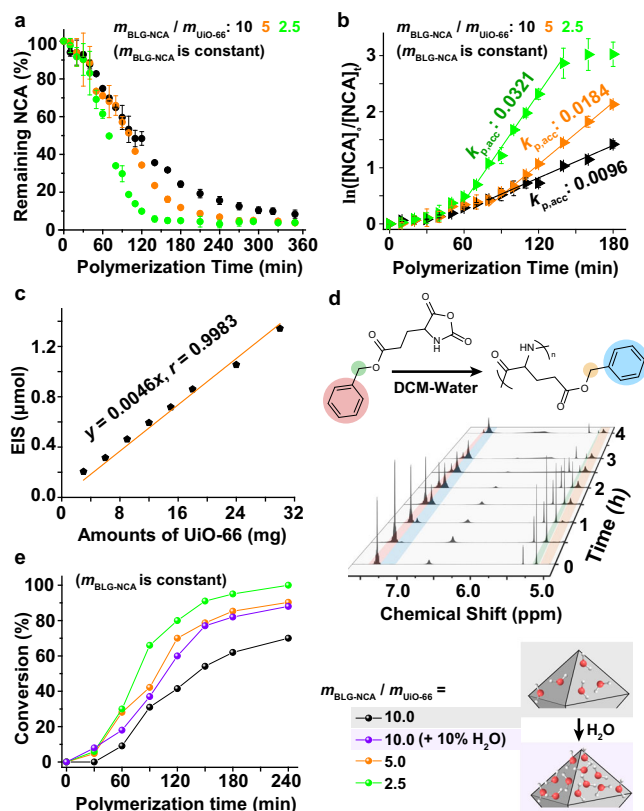 a
m_BLG-NCA / m_UiO-66: 10 5 2.5
(m_BLG-NCA is constant)
Remaining NCA (%)
100
80
60
40
20
0
0 60 120 180 240 300 360
Polymerization Time (min)
b
m_BLG-NCA / m_UiO-66: 10 5 2.5
(m_BLG-NCA is constant)
ln([NCA]₀/[NCA]ₜ)
3
2
1
0
k_p,acc: 0.0321
k_p,acc: 0.0184
k_p,acc: 0.0096
0 60 120 180
Polymerization Time (min)
c
EIS (μmol)
1.2
0.6
0.0
y = 0.0046x, r = 0.9983
8 16 24 32
Amounts of UiO-66 (mg)
d
O
O
O
O
NH
O
O
DCM-Water
HN
n
O
O
O
4
3
2
1
0
Time (h)
7.0 6.0 5.0
Chemical Shift (ppm)
e
(m_BLG-NCA is constant)
Conversion (%)
100
80
60
40
20
0
0 60 120 180 240
Polymerization time (min)
m_BLG-NCA / m_UiO-66 =
10.0
10.0 (+ 10% H₂O)
5.0
2.5
H₂O